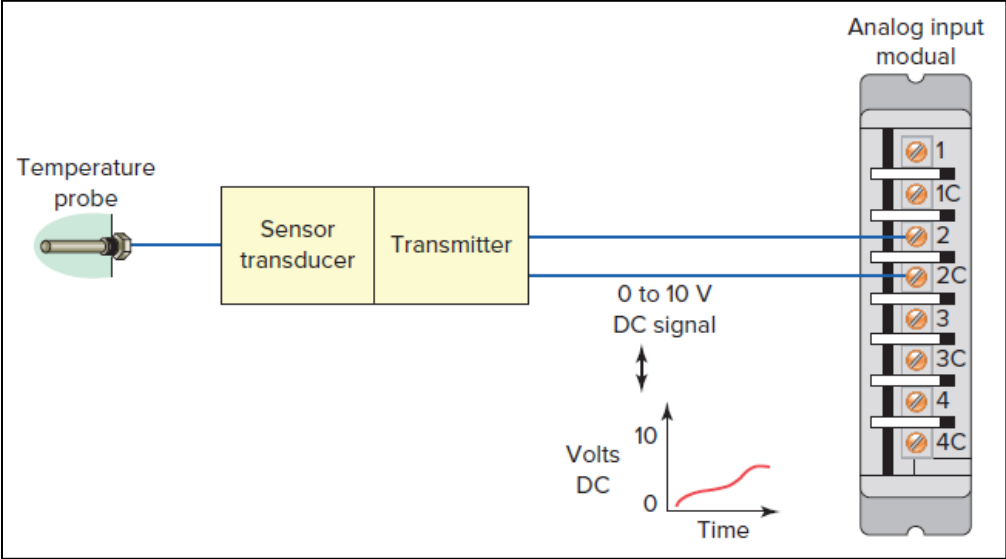 Analog input
modual
Temperature
probe
Sensor
transducer
Transmitter
1
1C
2
2C
3
3C
4
4C
0 to 10 V
DC signal
10
Volts
DC
0
Time